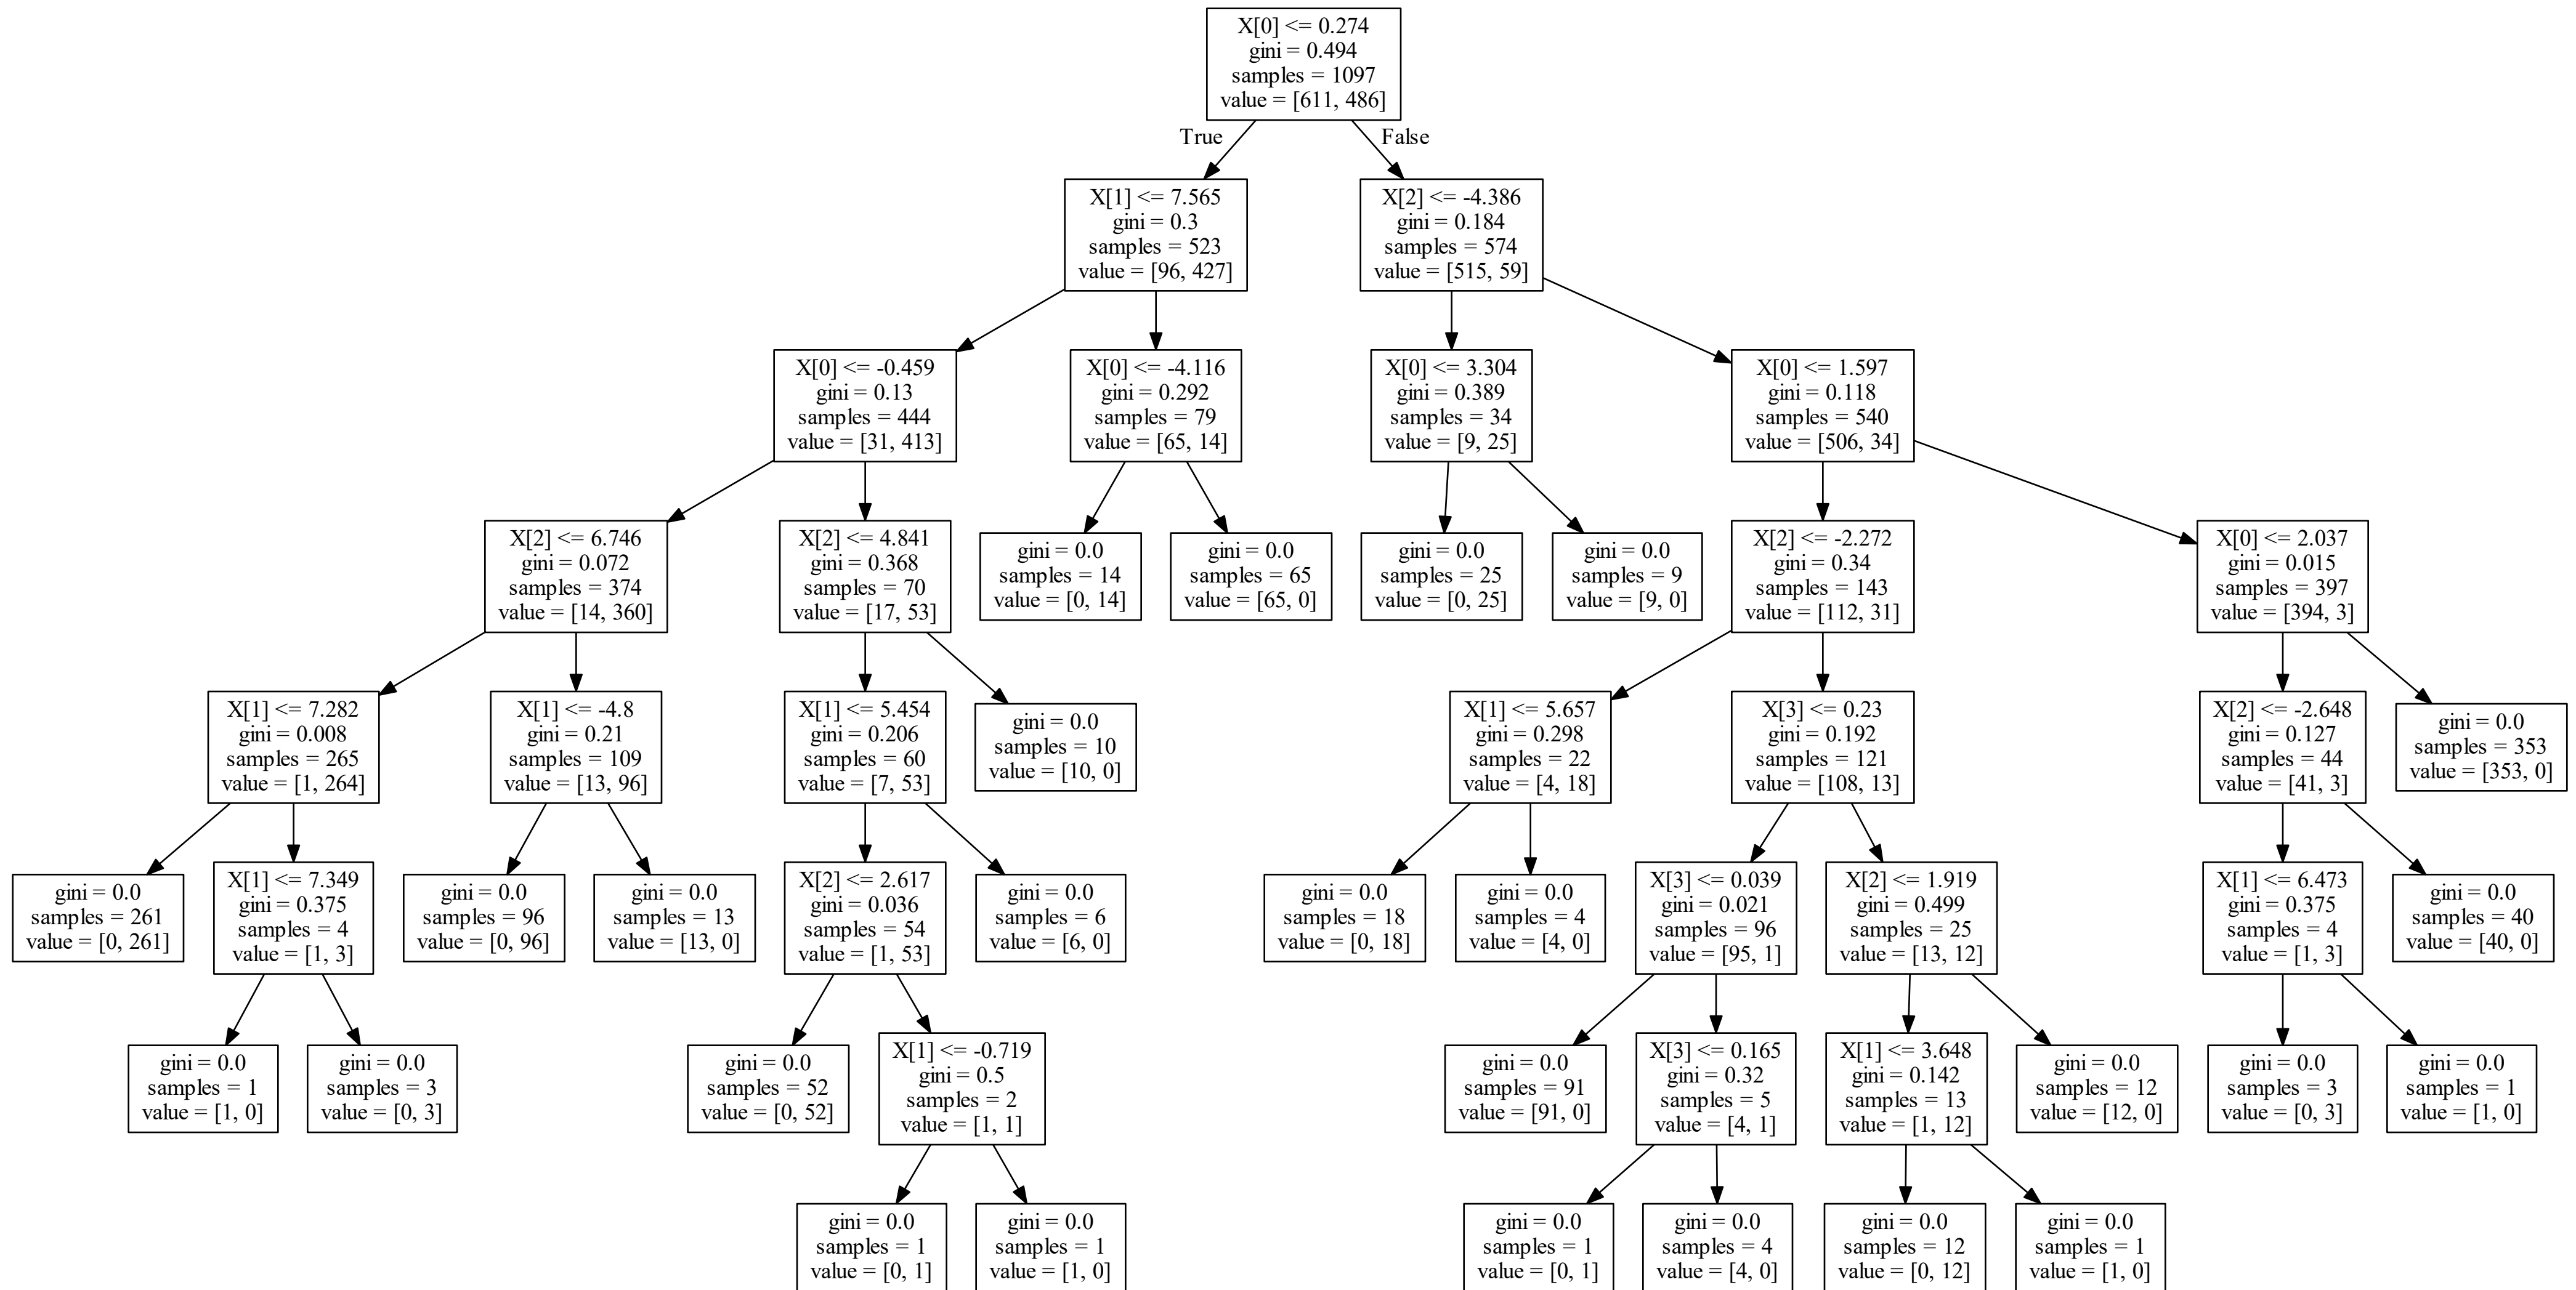 X[0] <= 0.274
gini = 0.494
samples = 1097
value = [611, 486]
True
False
X[1] <= 7.565
gini = 0.3
samples = 523
value = [96, 427]
X[2] <= -4.386
gini = 0.184
samples = 574
value = [515, 59]
X[0] <= -0.459
gini = 0.13
samples = 444
value = [31, 413]
X[0] <= -4.116
gini = 0.292
samples = 79
value = [65, 14]
X[0] <= 3.304
gini = 0.389
samples = 34
value = [9, 25]
X[0] <= 1.597
gini = 0.118
samples = 540
value = [506, 34]
X[2] <= 6.746
gini = 0.072
samples = 374
value = [14, 360]
X[2] <= 4.841
gini = 0.368
samples = 70
value = [17, 53]
gini = 0.0
samples = 14
value = [0, 14]
gini = 0.0
samples = 65
value = [65, 0]
gini = 0.0
samples = 25
value = [0, 25]
gini = 0.0
samples = 9
value = [9, 0]
X[2] <= -2.272
gini = 0.34
samples = 143
value = [112, 31]
X[0] <= 2.037
gini = 0.015
samples = 397
value = [394, 3]
X[1] <= 7.282
gini = 0.008
samples = 265
value = [1, 264]
X[1] <= -4.8
gini = 0.21
samples = 109
value = [13, 96]
X[1] <= 5.454
gini = 0.206
samples = 60
value = [7, 53]
gini = 0.0
samples = 10
value = [10, 0]
X[1] <= 5.657
gini = 0.298
samples = 22
value = [4, 18]
X[3] <= 0.23
gini = 0.192
samples = 121
value = [108, 13]
X[2] <= -2.648
gini = 0.127
samples = 44
value = [41, 3]
gini = 0.0
samples = 353
value = [353, 0]
gini = 0.0
samples = 261
value = [0, 261]
X[1] <= 7.349
gini = 0.375
samples = 4
value = [1, 3]
gini = 0.0
samples = 96
value = [0, 96]
gini = 0.0
samples = 13
value = [13, 0]
X[2] <= 2.617
gini = 0.036
samples = 54
value = [1, 53]
gini = 0.0
samples = 6
value = [6, 0]
gini = 0.0
samples = 18
value = [0, 18]
gini = 0.0
samples = 4
value = [4, 0]
X[3] <= 0.039
gini = 0.021
samples = 96
value = [95, 1]
X[2] <= 1.919
gini = 0.499
samples = 25
value = [13, 12]
X[1] <= 6.473
gini = 0.375
samples = 4
value = [1, 3]
gini = 0.0
samples = 40
value = [40, 0]
gini = 0.0
samples = 1
value = [1, 0]
gini = 0.0
samples = 3
value = [0, 3]
gini = 0.0
samples = 52
value = [0, 52]
X[1] <= -0.719
gini = 0.5
samples = 2
value = [1, 1]
gini = 0.0
samples = 91
value = [91, 0]
X[3] <= 0.165
gini = 0.32
samples = 5
value = [4, 1]
X[1] <= 3.648
gini = 0.142
samples = 13
value = [1, 12]
gini = 0.0
samples = 12
value = [12, 0]
gini = 0.0
samples = 3
value = [0, 3]
gini = 0.0
samples = 1
value = [1, 0]
gini = 0.0
samples = 1
value = [0, 1]
gini = 0.0
samples = 1
value = [1, 0]
gini = 0.0
samples = 1
value = [0, 1]
gini = 0.0
samples = 4
value = [4, 0]
gini = 0.0
samples = 12
value = [0, 12]
gini = 0.0
samples = 1
value = [1, 0]